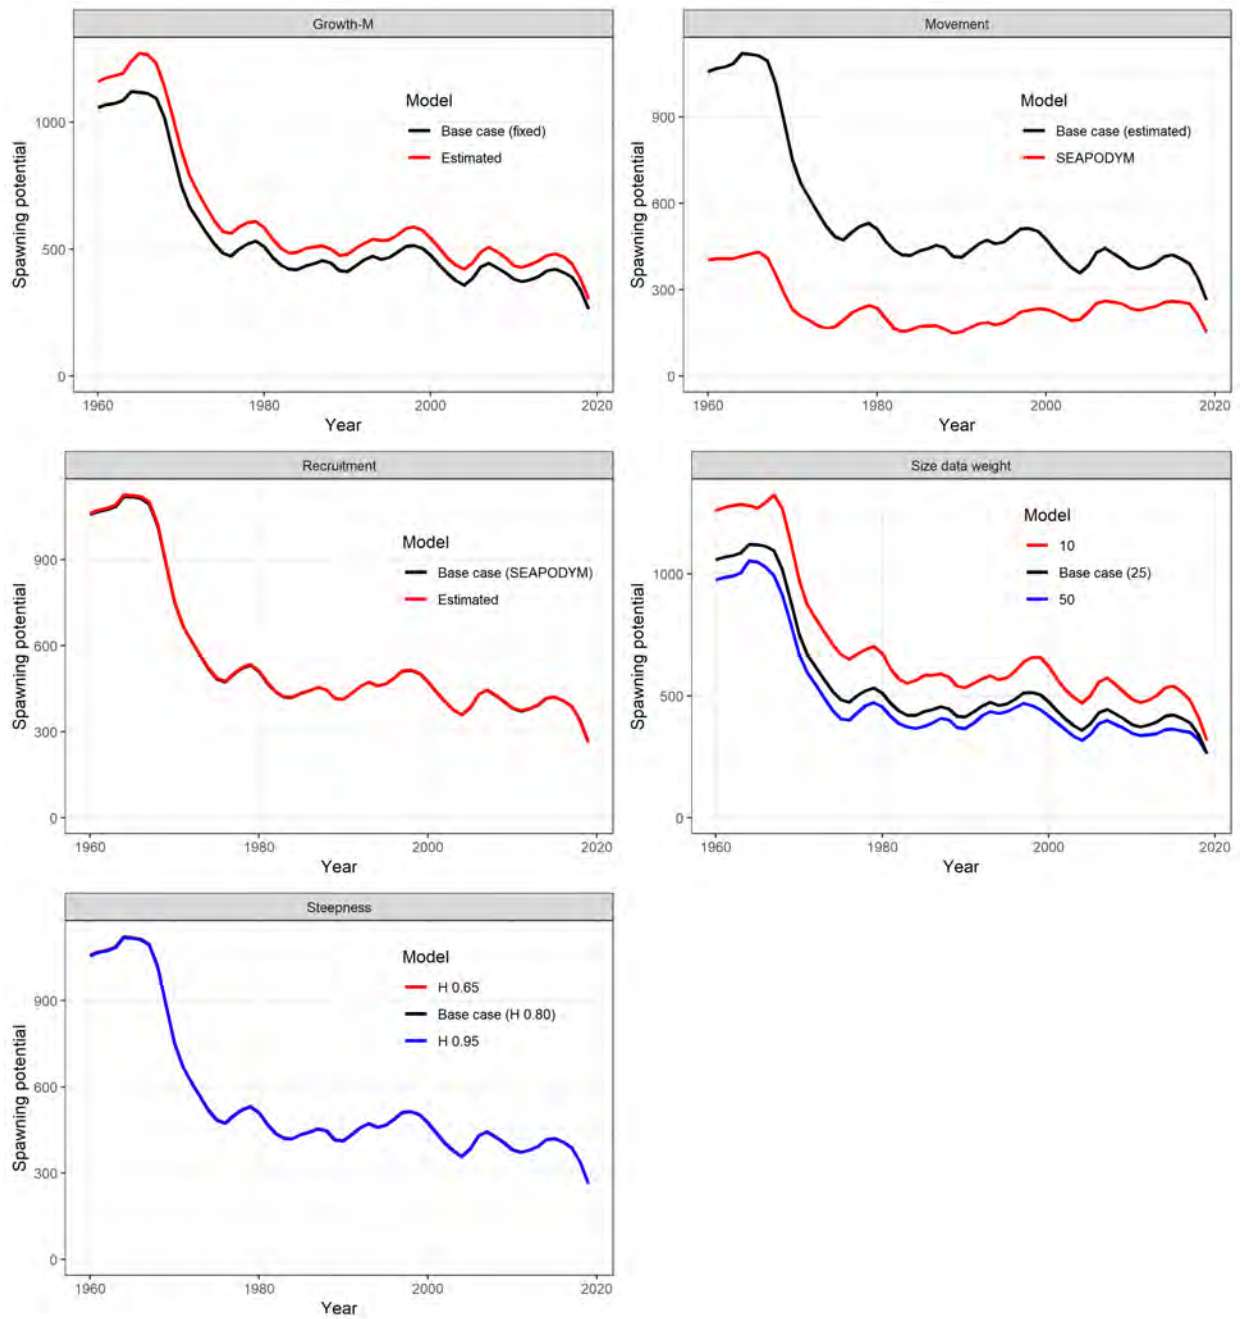 Growth-M
Spawning potential
1000
500
0
Model
Base case (fixed)
Estimated
1960
1980
2000
2020
Year
Movement
Spawning potential
900
600
300
0
Model
Base case (estimated)
SEAPODYM
1960
1980
2000
2020
Year
Recruitment
Spawning potential
900
600
300
0
Model
Base case (SEAPODYM)
Estimated
1960
1980
2000
2020
Year
Size data weight
Spawning potential
1000
500
0
Model
10
Base case (25)
50
1960
1980
2000
2020
Year
Steepness
Spawning potential
900
600
300
0
Model
H 0.65
Base case (H 0.80)
H 0.95
1960
1980
2000
2020
Year